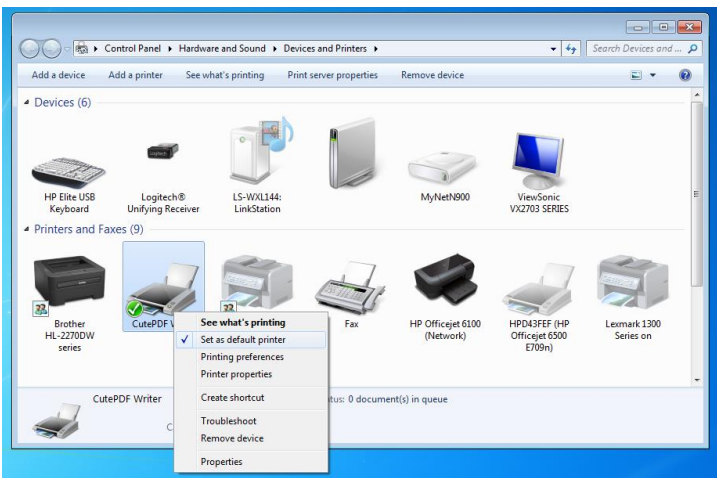 Control Panel ▸ Hardware and Sound ▸ Devices and Printers ▸
Search Devices and ...
Add a device Add a printer See what's printing Print server properties Remove device
Devices (6)
HP Elite USB
Keyboard
Logitech®
Unifying Receiver
LS-WXL144:
LinkStation
MyNetN900
ViewSonic
VX2703 SERIES
Printers and Faxes (9)
Brother
HL-2270DW
series
CutePDF W
Fax
HP Officejet 6100
(Network)
HPD43FEF (HP
Officejet 6500
E709n)
Lexmark 1300
Series on
See what's printing
Set as default printer
Printing preferences
Printer properties
Create shortcut
Troubleshoot
Remove device
Properties
CutePDF Writer
0 document(s) in queue